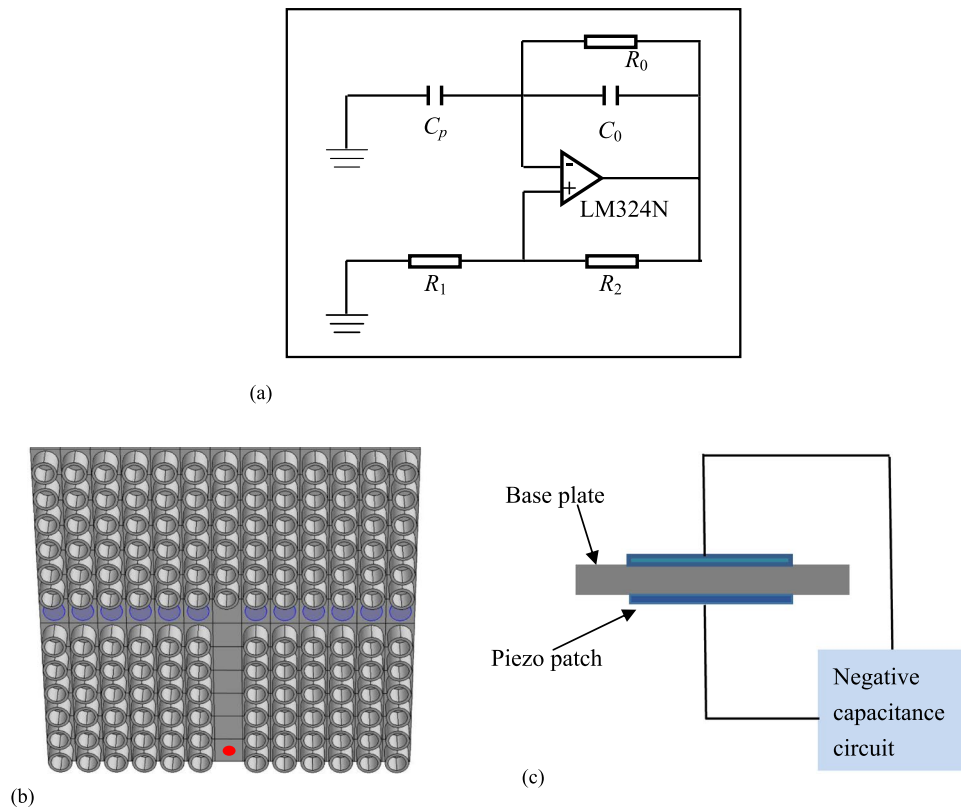 R0
Cp
C0
-
+
LM324N
R1
R2
(a)
Base plate
Piezo patch
Negative
capacitance
circuit
(b)
(c)